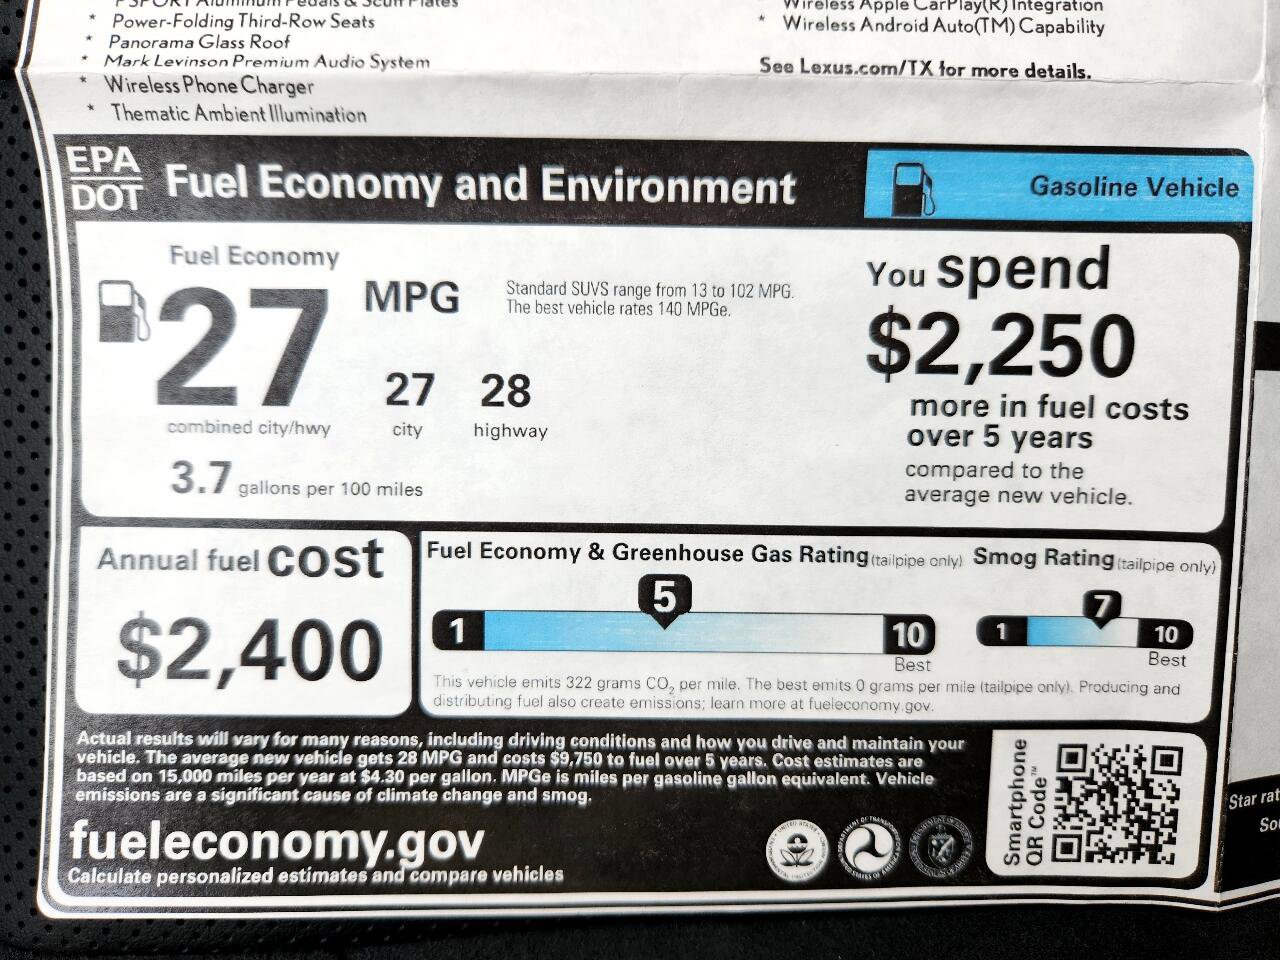 F SPORT Aluminum Pedals & Scuff Plates
* Power-Folding Third-Row Seats
* Panorama Glass Roof
* Mark Levinson Premium Audio System
* Wireless Phone Charger
* Thematic Ambient Illumination
Wireless Apple CarPlay(R) Integration
* Wireless Android Auto(TM) Capability
See Lexus.com/TX for more details.
EPA
DOT
Fuel Economy and Environment
Gasoline Vehicle
Fuel Economy
27
MPG
combined city/hwy
27
city
28
highway
3.7 gallons per 100 miles
Standard SUVS range from 13 to 102 MPG.
The best vehicle rates 140 MPGe.
You spend
$2,250
more in fuel costs
over 5 years
compared to the
average new vehicle.
Annual fuel cost
$2,400
Fuel Economy & Greenhouse Gas Rating (tailpipe only)
5
1
10
Best
Smog Rating (tailpipe only)
7
1
10
Best
This vehicle emits 322 grams CO2 per mile. The best emits 0 grams per mile (tailpipe only). Producing and
distributing fuel also create emissions; learn more at fueleconomy.gov.
Actual results will vary for many reasons, including driving conditions and how you drive and maintain your
vehicle. The average new vehicle gets 28 MPG and costs $9,750 to fuel over 5 years. Cost estimates are
based on 15,000 miles per year at $4.30 per gallon. MPGe is miles per gasoline gallon equivalent. Vehicle
emissions are a significant cause of climate change and smog.
fueleconomy.gov
Calculate personalized estimates and compare vehicles
Smartphone
QR Code™
Star rat
So